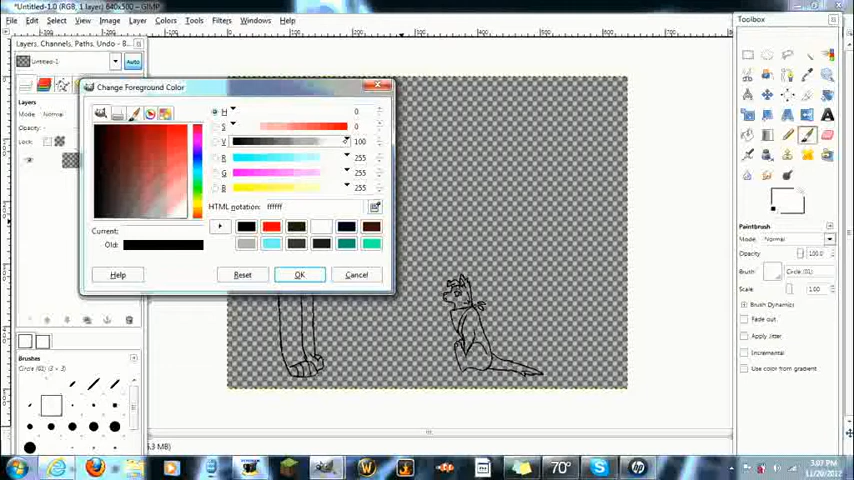 *Untitled-1.0 (RGB, 1 layer) 640x500 – GIMP
File Edit Select View Image Layer Colors Tools Filters Windows Help
Layers, Channels, Paths, Undo - B...
Untitled-1
Auto
Layers
Mode: Normal
Opacity:
Lock:
Change Foreground Color
H 0
S 0
V 100
R 255
G 255
B 255
HTML notation: ffffff
Current:
Old:
Help Reset OK Cancel
Brushes
Circle (01) (3 × 3)
Toolbox
Paintbrush
Mode: Normal
Opacity: 100.0
Brush: Circle (01)
Scale: 1.00
Brush Dynamics
Fade out
Apply Jitter
Incremental
Use color from gradient
.3 MB)
70°
3:07 PM
11/20/2012